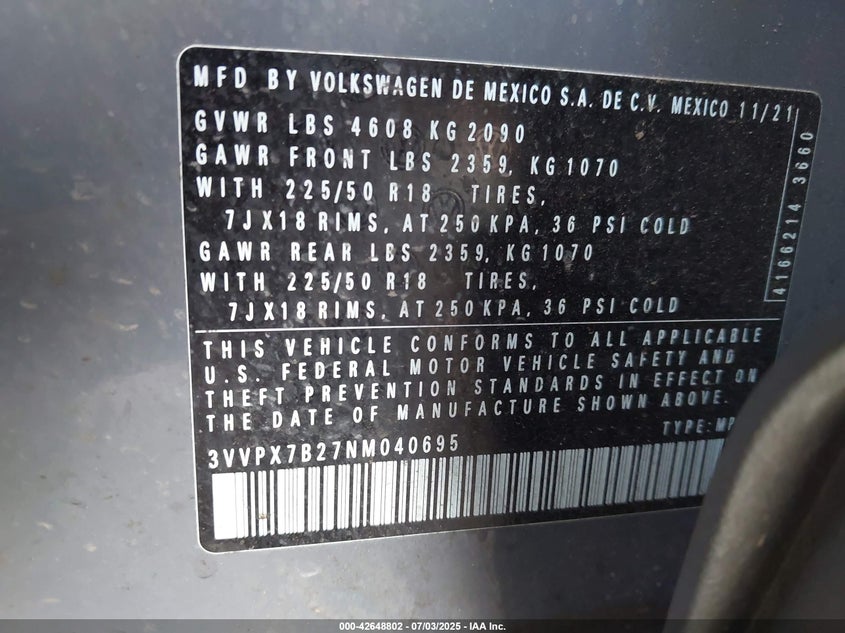 MFD BY VOLKSWAGEN DE MEXICO S.A. DE C.V. MEXICO 11/21
GVWR LBS 4608 KG 2090
GAWR FRONT LBS 2359, KG 1070
WITH 225/50 R18 TIRES,
7JX18 RIMS, AT 250 KPA, 36 PSI COLD
GAWR REAR LBS 2359, KG 1070
WITH 225/50 R18 TIRES,
7JX18 RIMS, AT 250 KPA, 36 PSI COLD
4166214 3660
THIS VEHICLE CONFORMS TO ALL APPLICABLE
U.S. FEDERAL MOTOR VEHICLE SAFETY AND
THEFT PREVENTION STANDARDS IN EFFECT ON
THE DATE OF MANUFACTURE SHOWN ABOVE.
TYPE: MP
3VVPX7B27NM040695
000-42648802 / 07/03/2025 - IAA Inc.